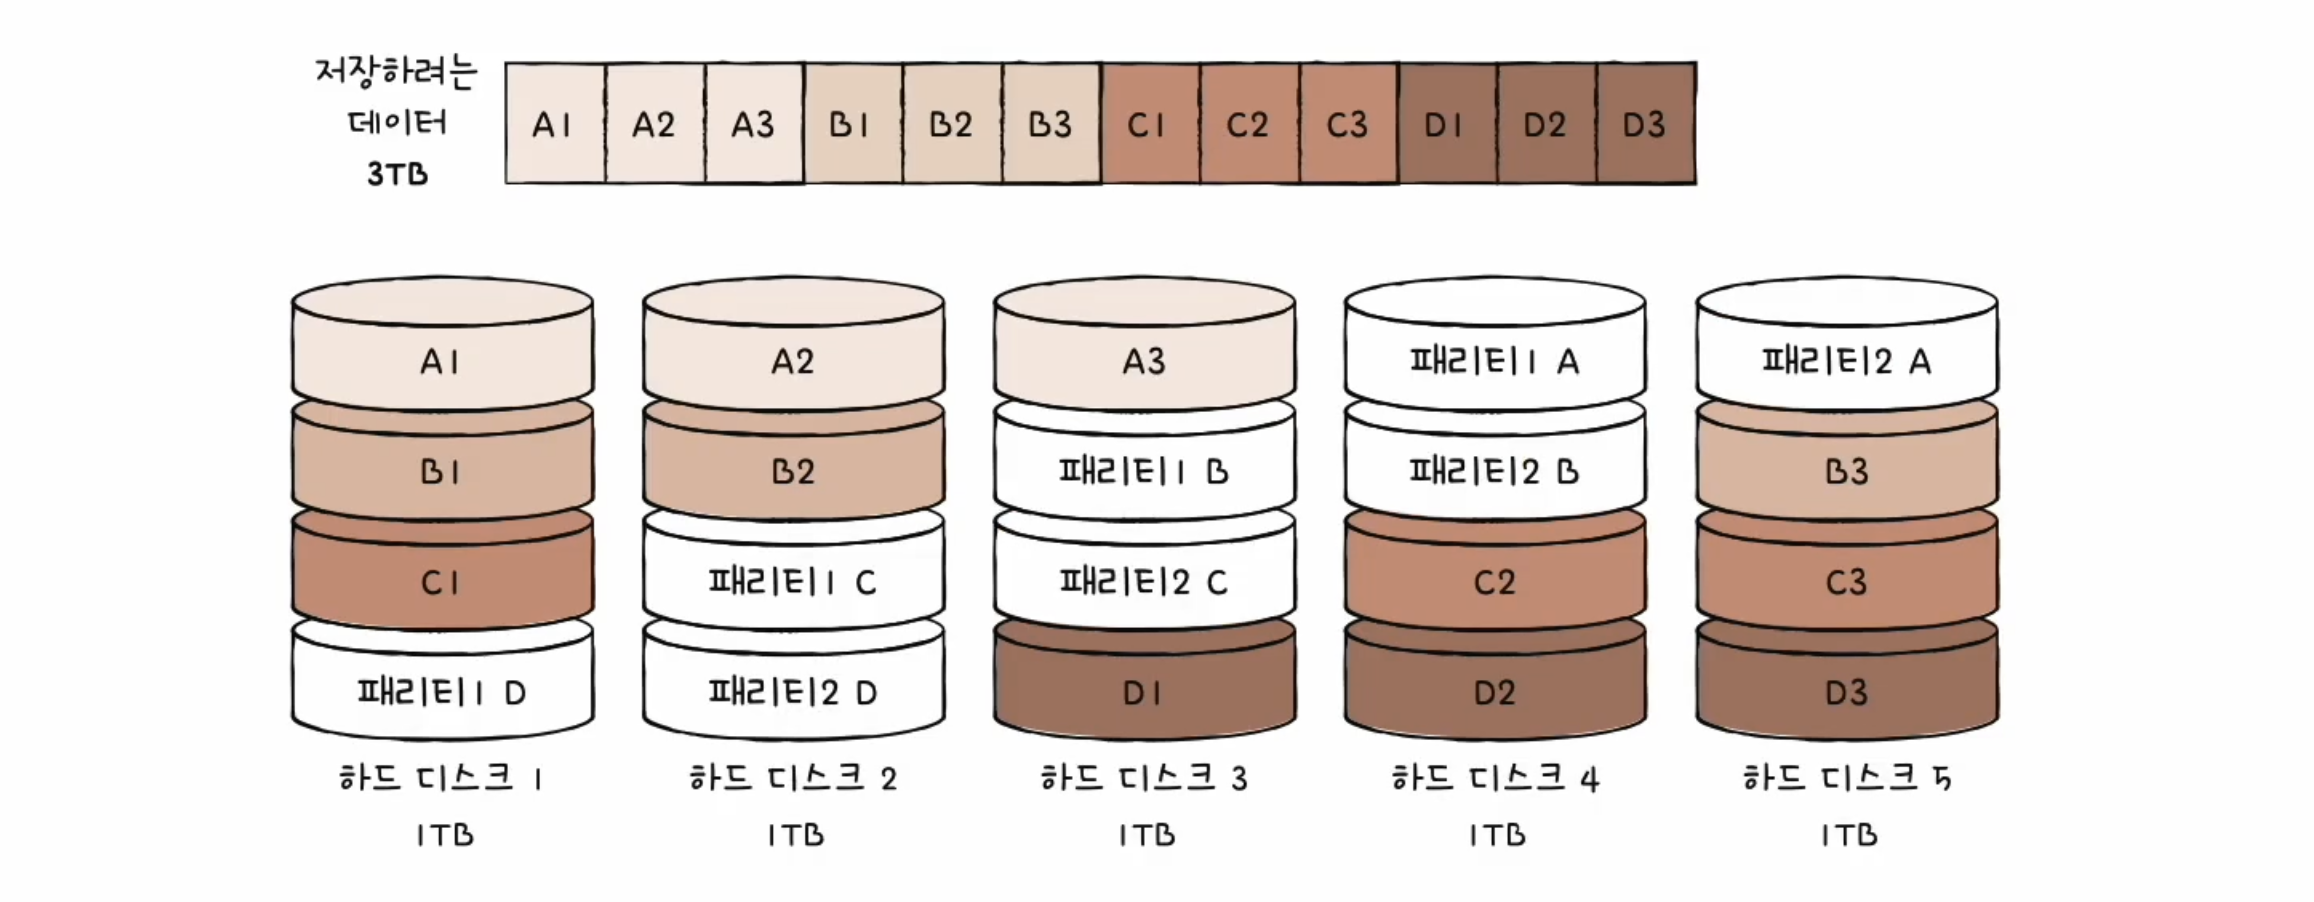 저장하려는
데이터
3TB
A1 A2 A3 B1 B2 B3 C1 C2 C3 D1 D2 D3
A1 A2 A3 패리티1 A 패리티2 A
B1 B2 패리티1 B 패리티2 B B3
C1 패리티1 C 패리티2 C C2 C3
패리티1 D 패리티2 D D1 D2 D3
하드 디스크 1 하드 디스크 2 하드 디스크 3 하드 디스크 4 하드 디스크 5
1TB 1TB 1TB 1TB 1TB